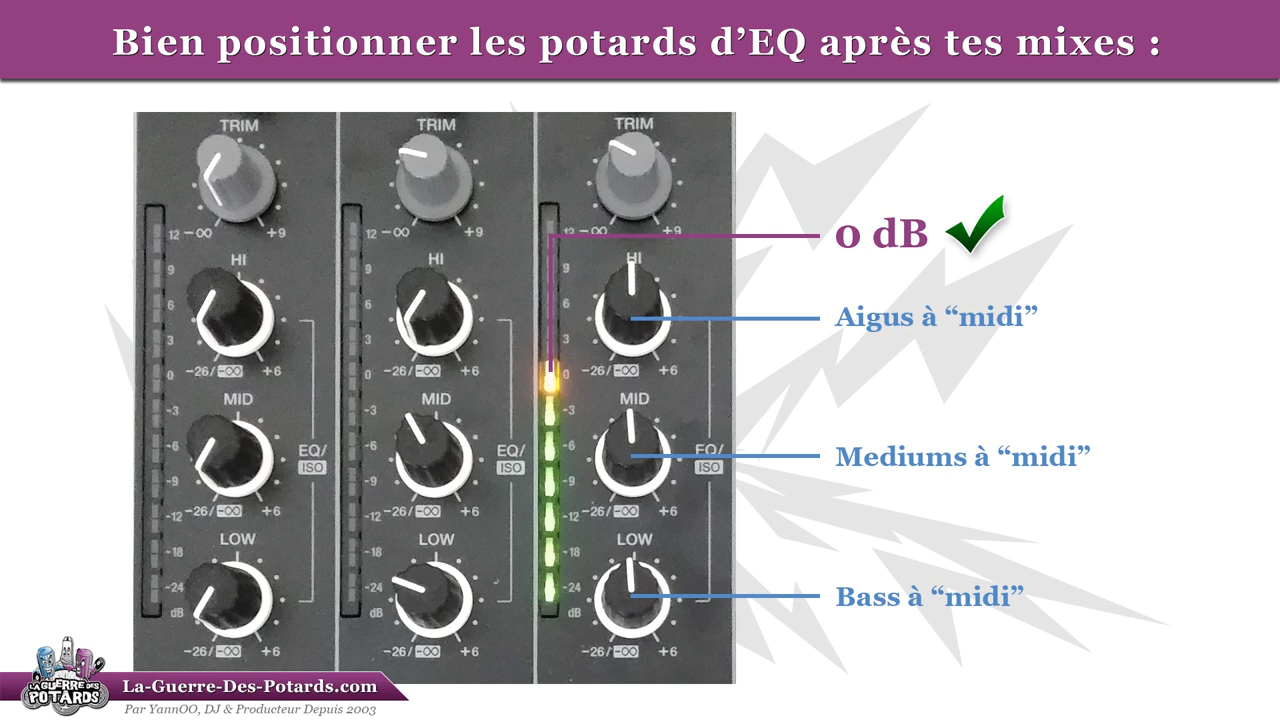 Bien positionner les potards d’EQ après tes mixes :
TRIM TRIM TRIM
-∞ +9 -∞ +9 -∞ +9
12 12 12
0 dB
HI HI HI
9 9 9
6 6 6
Aigus à “midi”
3 3 3
-26/-∞ +6 -26/-∞ +6 -26/-∞ +6
0 0 0
MID MID MID
-3 -3 -3
-6 -6 -6
EQ/ EQ/ EQ/
ISO ISO ISO
Mediums à “midi”
-9 -9 -9
-26/-∞ +6 -26/-∞ +6 -26/-∞ +6
-12 -12 -12
LOW LOW LOW
-18 -18 -18
-24 -24 -24
Bass à “midi”
dB dB dB
-26/-∞ +6 -26/-∞ +6 -26/-∞ +6
LA GUERRE DES
POTARDS
La-Guerre-Des-Potards.com
Par YannOO, DJ & Producteur Depuis 2003